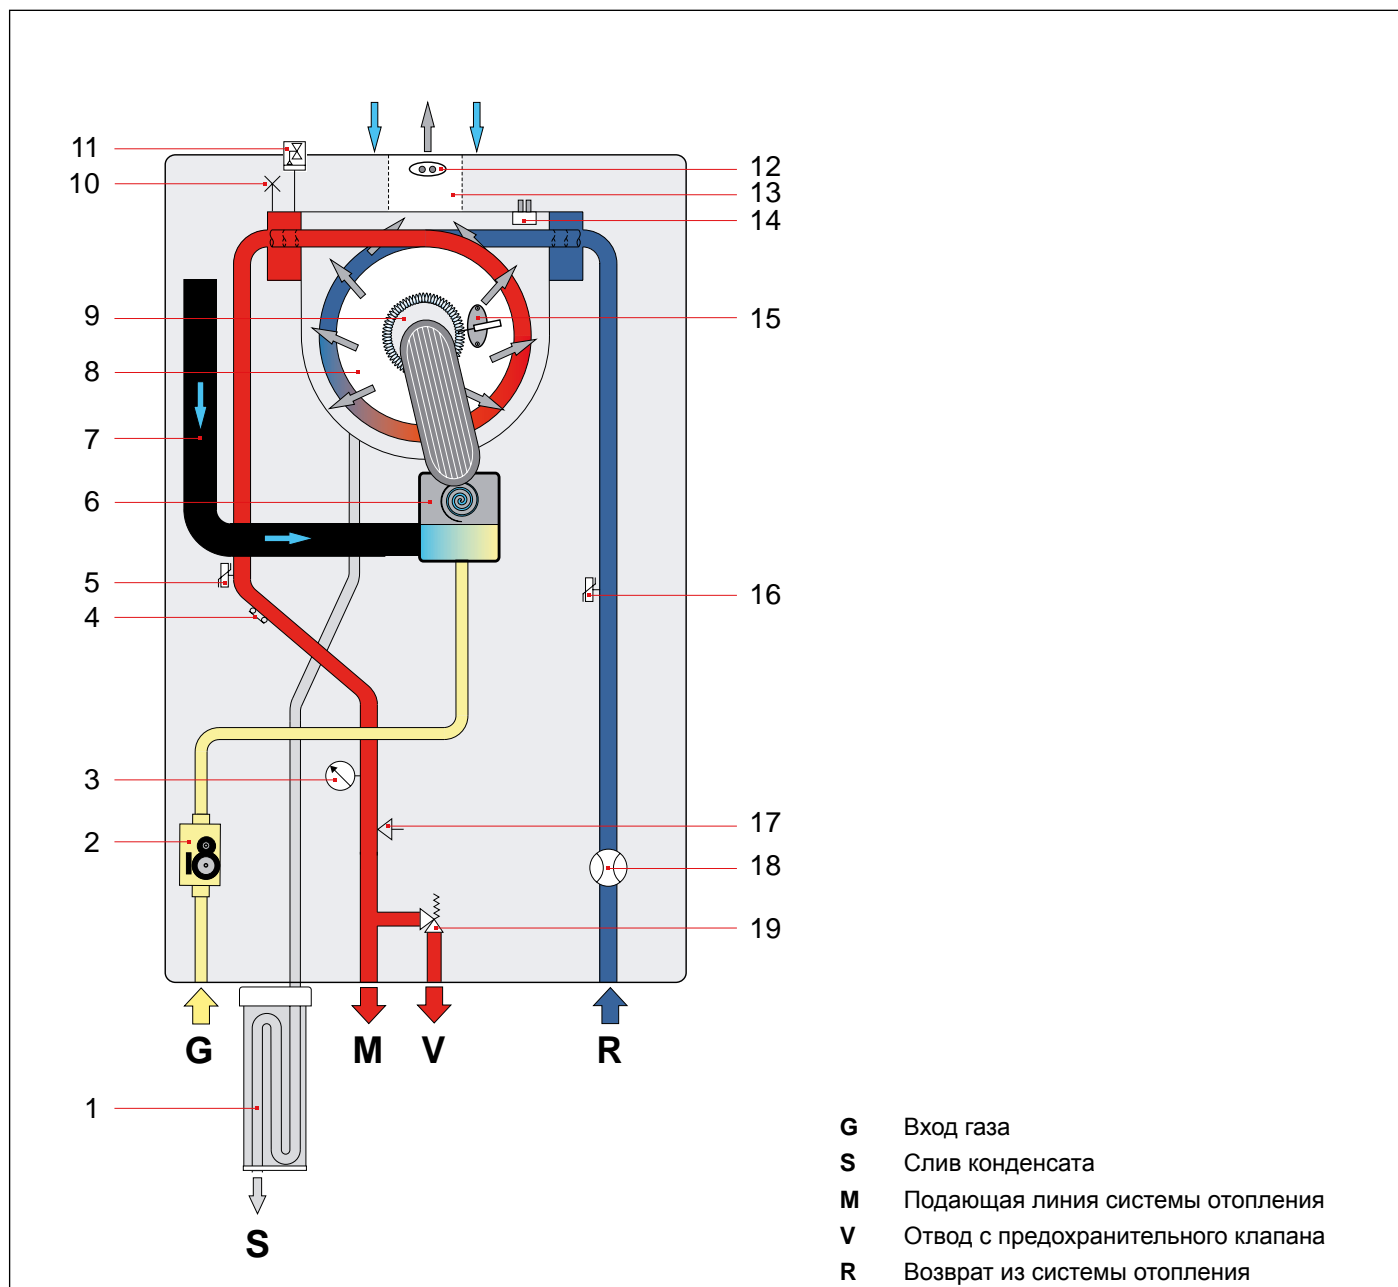 11
10
9
8
7
6
5
4
3
2
1
12
13
14
15
16
17
18
19
G
M
V
R
S
G Вход газа
S Слив конденсата
M Подающая линия системы отопления
V Отвод с предохранительного клапана
R Возврат из системы отопления